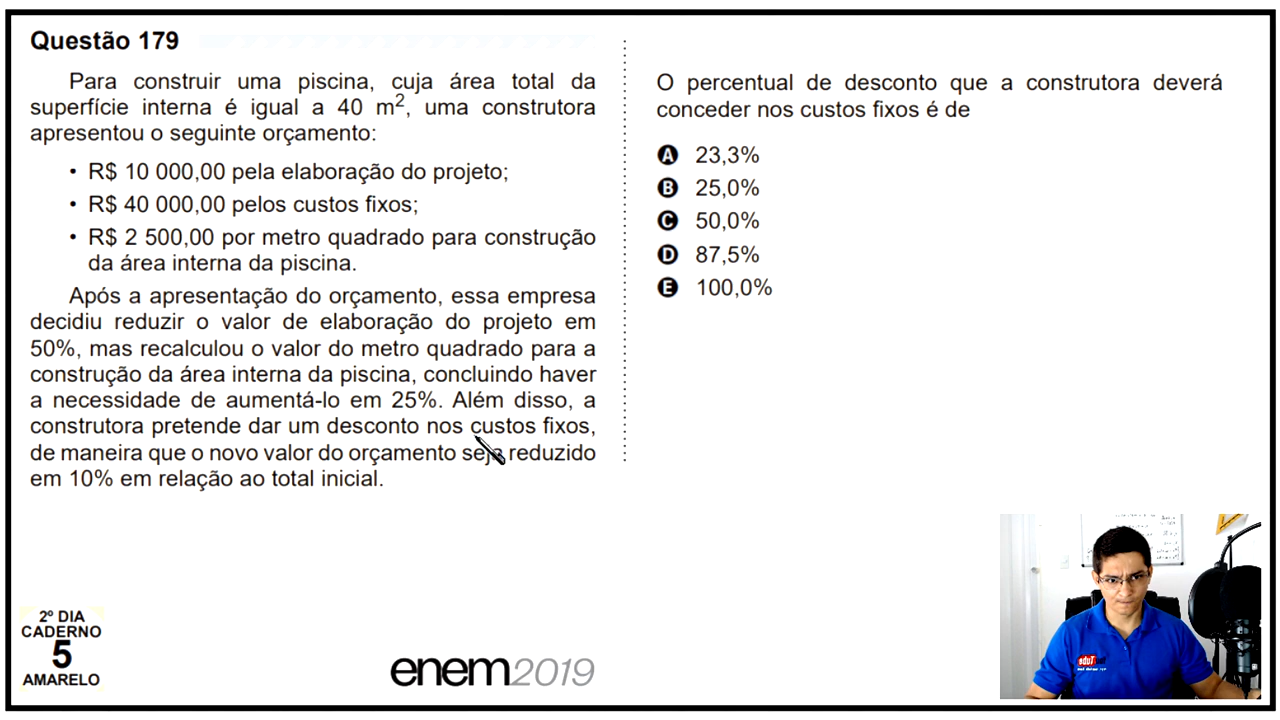 Questão 179
Para construir uma piscina, cuja área total da
superfície interna é igual a 40 m², uma construtora
apresentou o seguinte orçamento:
• R$ 10 000,00 pela elaboração do projeto;
• R$ 40 000,00 pelos custos fixos;
• R$ 2 500,00 por metro quadrado para construção
da área interna da piscina.
Após a apresentação do orçamento, essa empresa
decidiu reduzir o valor de elaboração do projeto em
50%, mas recalculou o valor do metro quadrado para a
construção da área interna da piscina, concluindo haver
a necessidade de aumentá-lo em 25%. Além disso, a
construtora pretende dar um desconto nos custos fixos,
de maneira que o novo valor do orçamento seja reduzido
em 10% em relação ao total inicial.
O percentual de desconto que a construtora deverá
conceder nos custos fixos é de
A 23,3%
B 25,0%
C 50,0%
D 87,5%
E 100,0%
2º DIA
CADERNO
5
AMARELO
enem2019